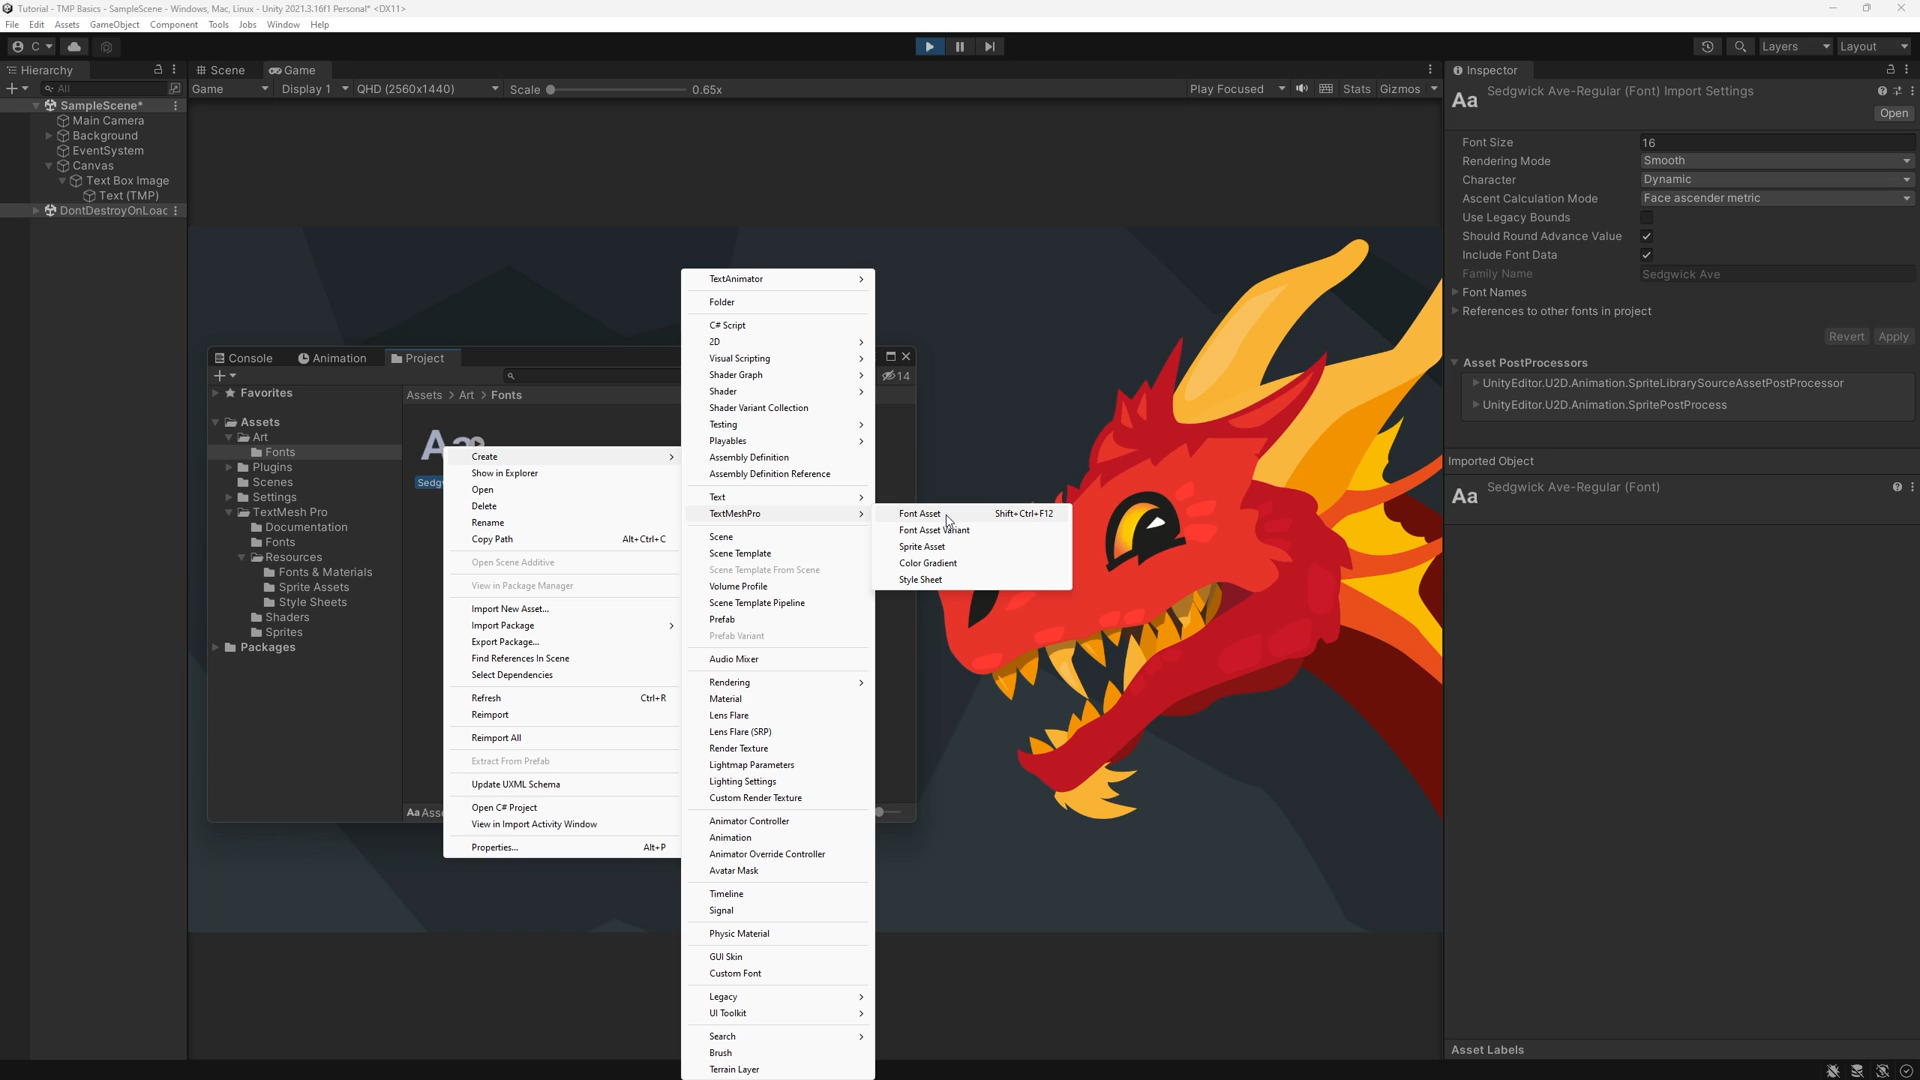 Tutorial - TMP Basics - SampleScene - Windows, Mac, Linux - Unity 2021.3.16f1 Personal* <DX11>
File Edit Assets GameObject Component Tools Jobs Window Help
C Layers Layout
Hierarchy
All
SampleScene*
Main Camera
Background
EventSystem
Canvas
Text Box Image
Text (TMP)
DontDestroyOnLoad
Scene Game
Game Display 1 QHD (2560x1440) Scale 0.65x Play Focused Stats Gizmos
Console Animation Project
14
Favorites
Assets
Art
Fonts
Plugins
Scenes
Settings
TextMesh Pro
Documentation
Fonts
Resources
Fonts & Materials
Sprite Assets
Style Sheets
Shaders
Sprites
Packages
Assets > Art > Fonts
Aa
Sedgw
Aa Asse
Create
Show in Explorer
Open
Delete
Rename
Copy Path Alt+Ctrl+C
Open Scene Additive
View in Package Manager
Import New Asset...
Import Package
Export Package...
Find References In Scene
Select Dependencies
Refresh Ctrl+R
Reimport
Reimport All
Extract From Prefab
Update UXML Schema
Open C# Project
View in Import Activity Window
Properties... Alt+P
TextAnimator
Folder
C# Script
2D
Visual Scripting
Shader Graph
Shader
Shader Variant Collection
Testing
Playables
Assembly Definition
Assembly Definition Reference
Text
TextMeshPro
Scene
Scene Template
Scene Template From Scene
Volume Profile
Scene Template Pipeline
Prefab
Prefab Variant
Audio Mixer
Rendering
Material
Lens Flare
Lens Flare (SRP)
Render Texture
Lightmap Parameters
Lighting Settings
Custom Render Texture
Animator Controller
Animation
Animator Override Controller
Avatar Mask
Timeline
Signal
Physic Material
GUI Skin
Custom Font
Legacy
UI Toolkit
Search
Brush
Terrain Layer
Font Asset Shift+Ctrl+F12
Font Asset Variant
Sprite Asset
Color Gradient
Style Sheet
Inspector
Aa Sedgwick Ave-Regular (Font) Import Settings
Open
Font Size 16
Rendering Mode Smooth
Character Dynamic
Ascent Calculation Mode Face ascender metric
Use Legacy Bounds
Should Round Advance Value
Include Font Data
Family Name Sedgwick Ave
Font Names
References to other fonts in project
Revert Apply
Asset PostProcessors
UnityEditor.U2D.Animation.SpriteLibrarySourceAssetPostProcessor
UnityEditor.U2D.Animation.SpritePostProcess
Imported Object
Aa Sedgwick Ave-Regular (Font)
Asset Labels